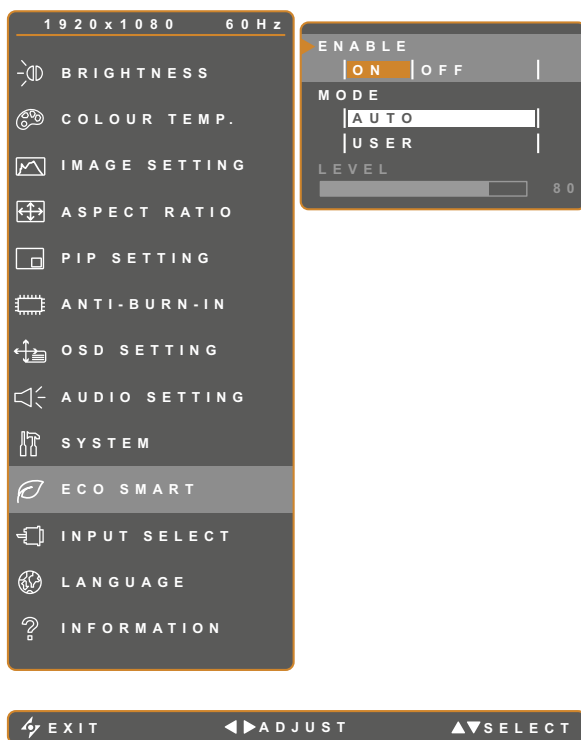 1920x1080 60Hz
BRIGHTNESS
COLOUR TEMP.
IMAGE SETTING
ASPECT RATIO
PIP SETTING
ANTI-BURN-IN
OSD SETTING
AUDIO SETTING
SYSTEM
ECO SMART
INPUT SELECT
LANGUAGE
INFORMATION
ENABLE
ON OFF
MODE
AUTO
USER
LEVEL
80
EXIT ADJUST SELECT